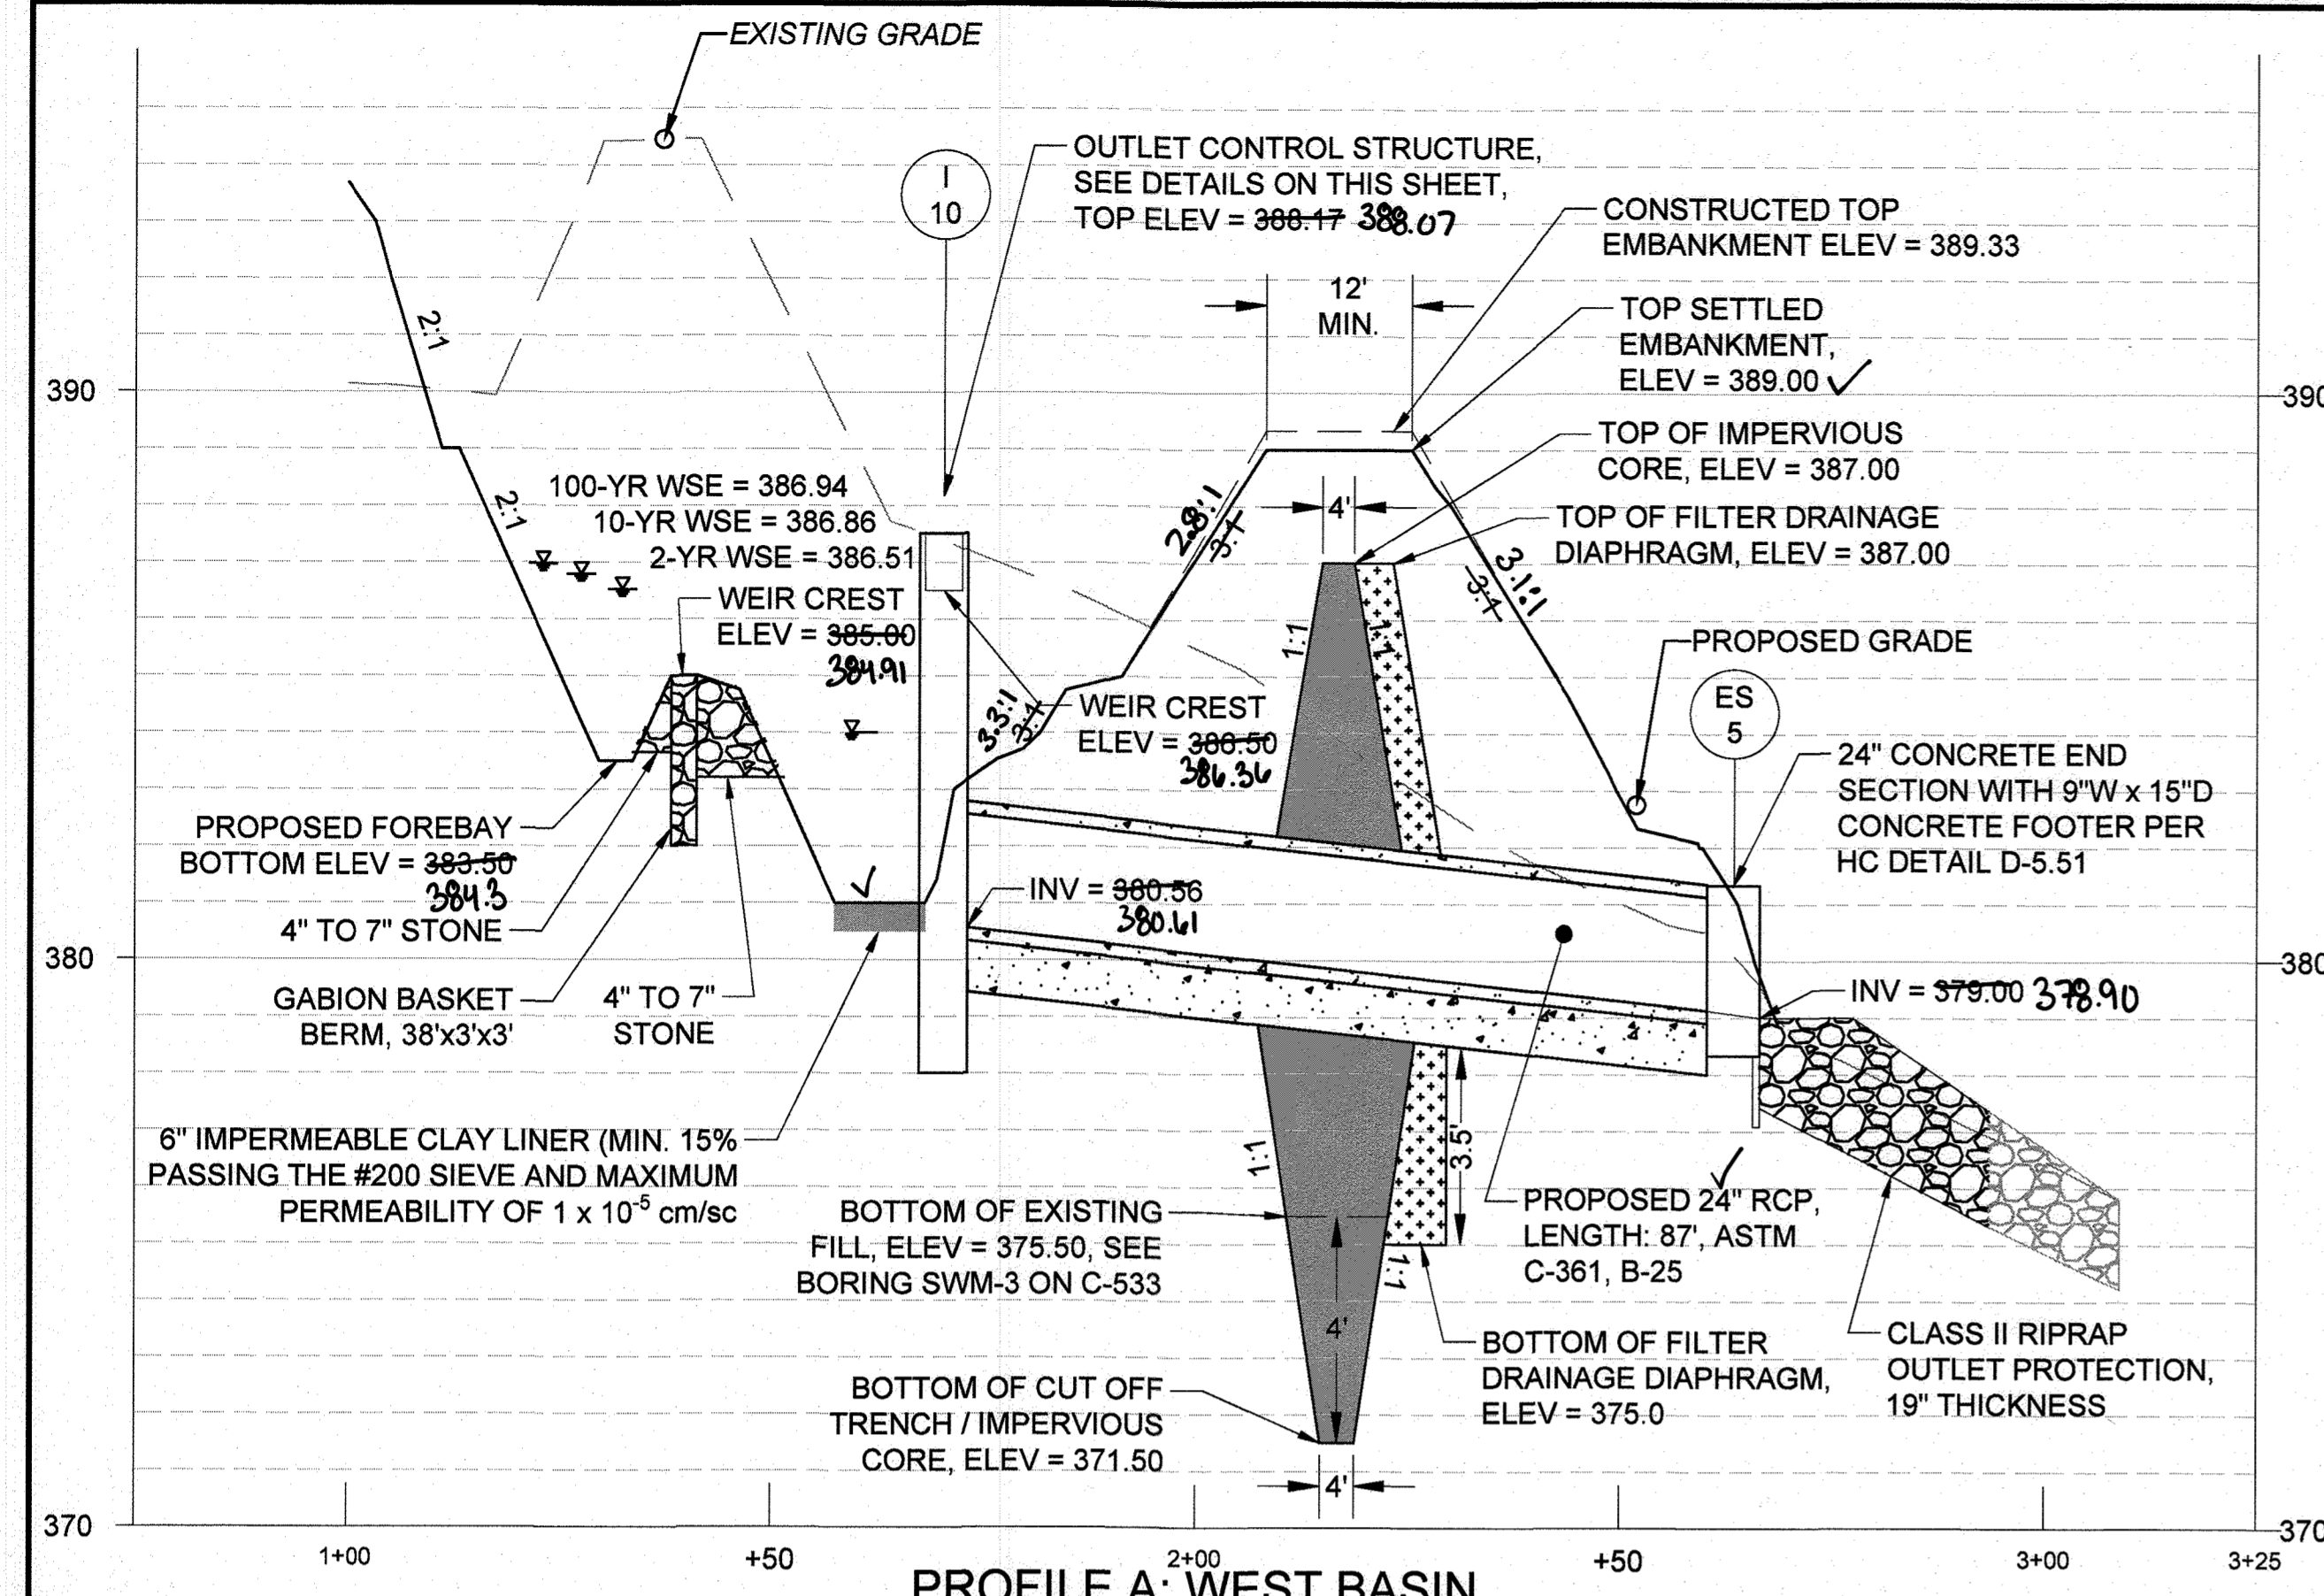 EXISTING GRADE
I
10
OUTLET CONTROL STRUCTURE,
SEE DETAILS ON THIS SHEET,
TOP ELEV = 388.17 388.07
CONSTRUCTED TOP
EMBANKMENT ELEV = 389.33
12'
MIN.
TOP SETTLED
EMBANKMENT,
ELEV = 389.00 ✓
2:1
390
390
TOP OF IMPERVIOUS
CORE, ELEV = 387.00
2:1
100-YR WSE = 386.94
10-YR WSE = 386.86
2-YR WSE = 386.51
2.8:1
3:1
4'
TOP OF FILTER DRAINAGE
DIAPHRAGM, ELEV = 387.00
3.1:1
3:1
WEIR CREST
ELEV = 385.00
384.91
1:1
1:1
PROPOSED GRADE
ES
5
3.3:1
3:1
WEIR CREST
ELEV = 386.50
386.36
24" CONCRETE END
SECTION WITH 9"W x 15"D
CONCRETE FOOTER PER
HC DETAIL D-5.51
PROPOSED FOREBAY
BOTTOM ELEV = 383.50
384.3
✓
INV = 380.56
380.61
4" TO 7" STONE
380
380
GABION BASKET
BERM, 38'x3'x3'
4" TO 7"
STONE
INV = 379.00 378.90
6" IMPERMEABLE CLAY LINER (MIN. 15%
PASSING THE #200 SIEVE AND MAXIMUM
PERMEABILITY OF 1 x 10-5 cm/sc
1:1
3.5'
BOTTOM OF EXISTING
FILL, ELEV = 375.50, SEE
BORING SWM-3 ON C-533
✓
PROPOSED 24" RCP,
LENGTH: 87', ASTM
C-361, B-25
1:1
4'
BOTTOM OF FILTER
DRAINAGE DIAPHRAGM,
ELEV = 375.0
CLASS II RIPRAP
OUTLET PROTECTION,
19" THICKNESS
BOTTOM OF CUT OFF
TRENCH / IMPERVIOUS
CORE, ELEV = 371.50
4'
370
370
1+00
+50
2+00
+50
3+00
3+25
PROFILE A: WEST BASIN